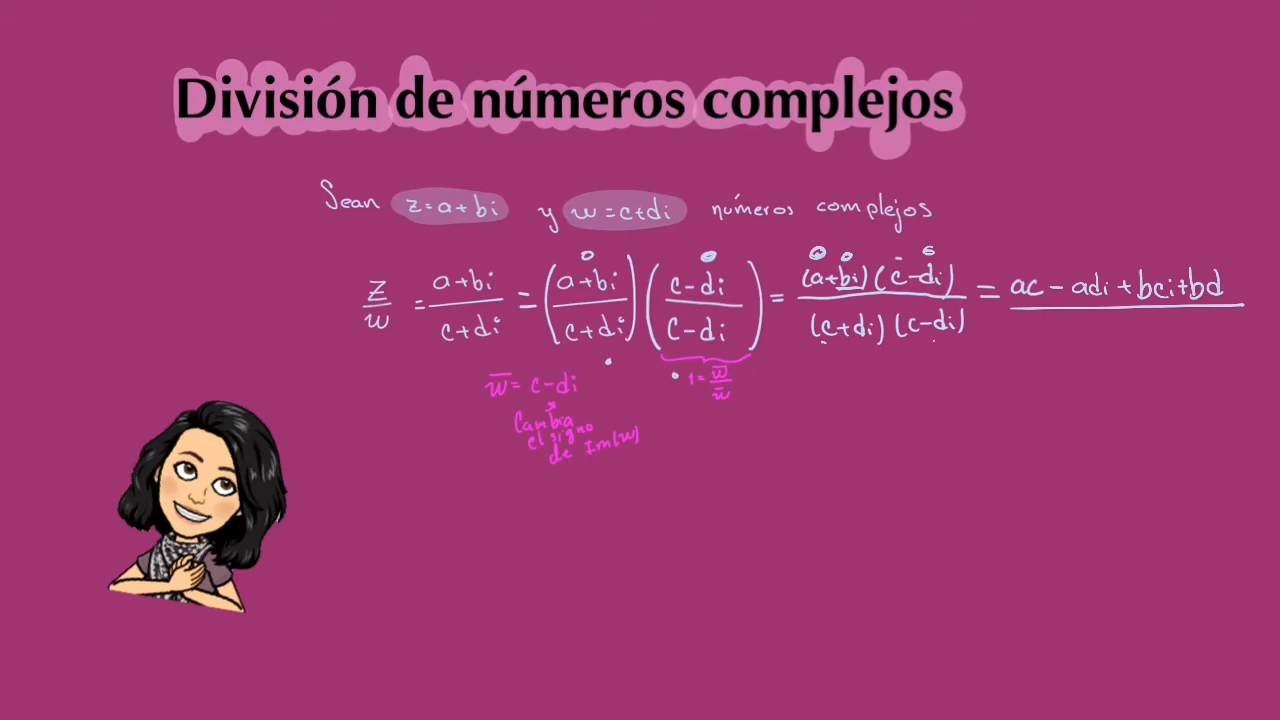 División de números complejos
Sean z=a+bi y w=c+di números complejos
z/w = (a+bi)/(c+di) = ((a+bi)/(c+di)) ((c-di)/(c-di)) = ((a+bi)(c-di))/((c+di)(c-di)) = ac-adi+bci+bd
w̅ = c-di
1 = w̅/w̅
Cambia
el signo
de Im(w)